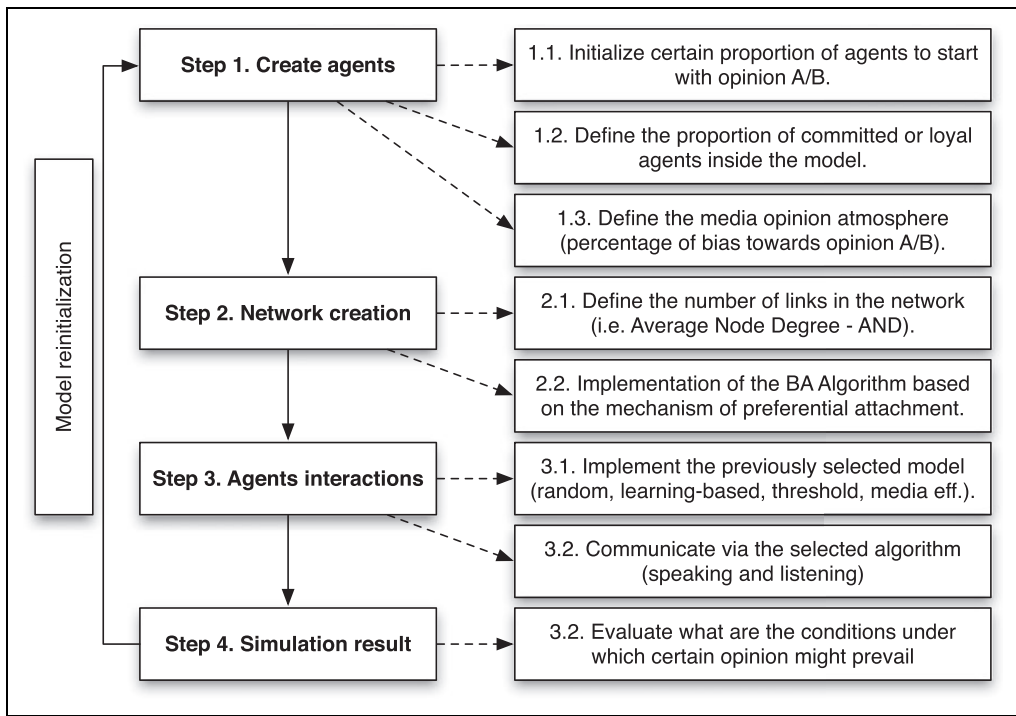 Step 1. Create agents
1.1. Initialize certain proportion of agents to start
with opinion A/B.
1.2. Define the proportion of committed or loyal
agents inside the model.
1.3. Define the media opinion atmosphere
(percentage of bias towards opinion A/B).
Model reinitialization
Step 2. Network creation
2.1. Define the number of links in the network
(i.e. Average Node Degree - AND).
2.2. Implementation of the BA Algorithm based
on the mechanism of preferential attachment.
Step 3. Agents interactions
3.1. Implement the previously selected model
(random, learning-based, threshold, media eff.).
3.2. Communicate via the selected algorithm
(speaking and listening)
Step 4. Simulation result
3.2. Evaluate what are the conditions under
which certain opinion might prevail